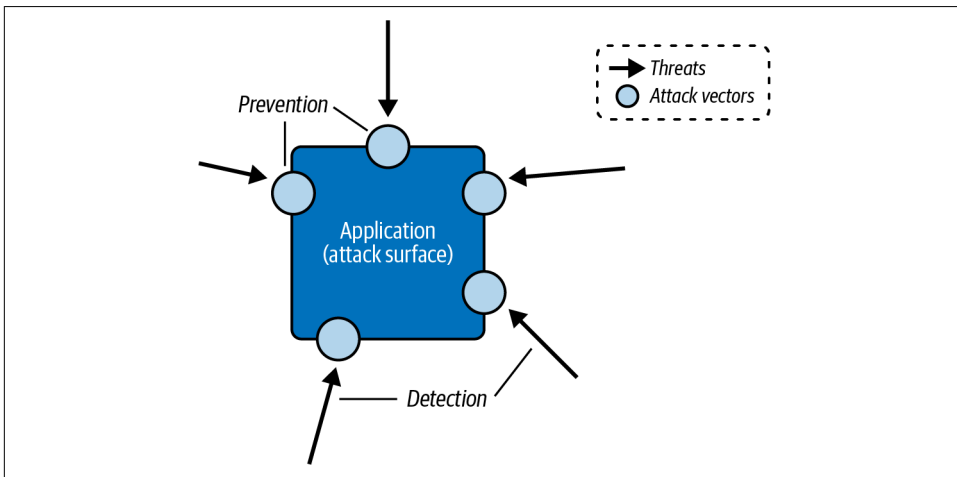 Threats
Attack vectors
Prevention
Application
(attack surface)
Detection